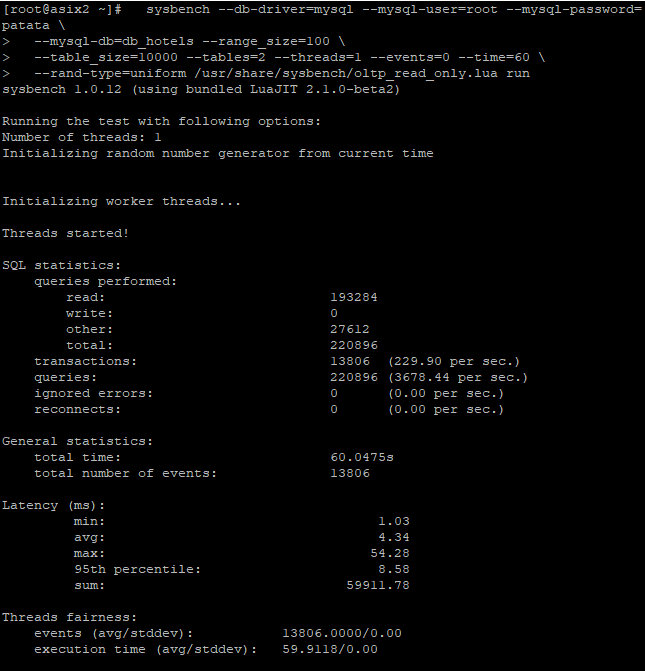 [root@asix2 ~]#   sysbench --db-driver=mysql --mysql-user=root --mysql-password=
patata \
>   --mysql-db=db_hotels --range_size=100 \
>   --table_size=10000 --tables=2 --threads=1 --events=0 --time=60 \
>   --rand-type=uniform /usr/share/sysbench/oltp_read_only.lua run
sysbench 1.0.12 (using bundled LuaJIT 2.1.0-beta2)

Running the test with following options:
Number of threads: 1
Initializing random number generator from current time


Initializing worker threads...

Threads started!

SQL statistics:
    queries performed:
        read:                            193284
        write:                           0
        other:                           27612
        total:                           220896
    transactions:                        13806  (229.90 per sec.)
    queries:                             220896 (3678.44 per sec.)
    ignored errors:                      0      (0.00 per sec.)
    reconnects:                          0      (0.00 per sec.)

General statistics:
    total time:                          60.0475s
    total number of events:              13806

Latency (ms):
         min:                                  1.03
         avg:                                  4.34
         max:                                 54.28
         95th percentile:                      8.58
         sum:                              59911.78

Threads fairness:
    events (avg/stddev):           13806.0000/0.00
    execution time (avg/stddev):   59.9118/0.00